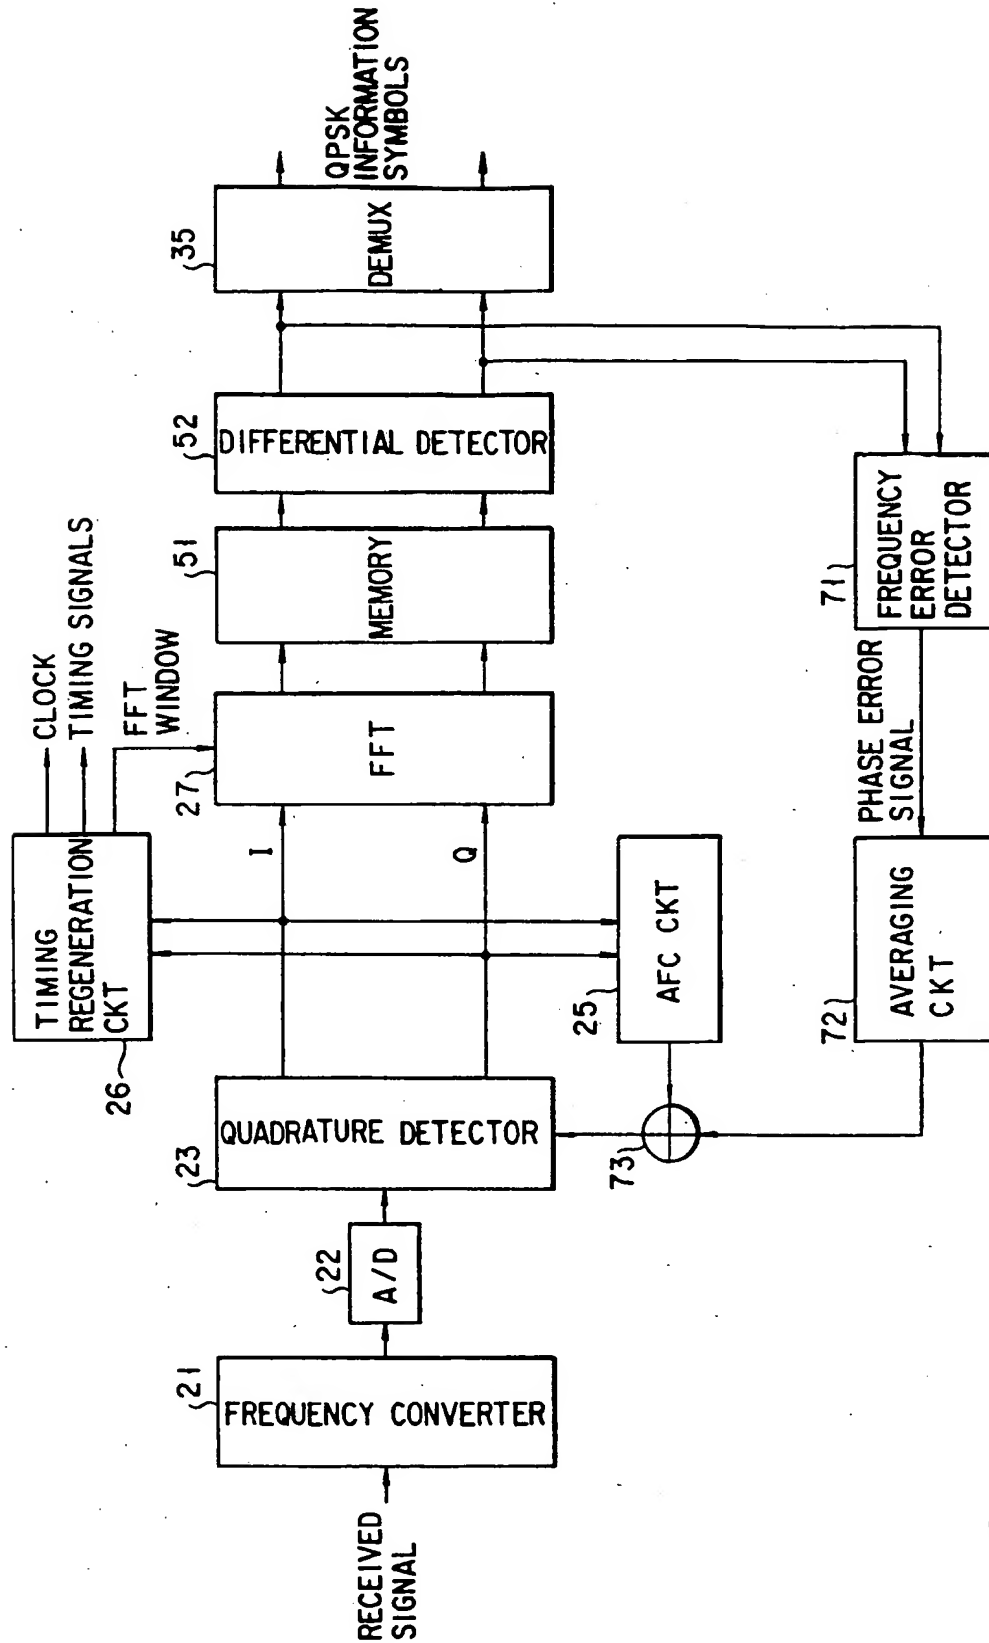 RECEIVED
SIGNAL
21
FREQUENCY CONVERTER
22
A/D
23
QUADRATURE DETECTOR
26
TIMING
REGENERATION
CKT
CLOCK
TIMING SIGNALS
FFT
WINDOW
I
Q
27
FFT
51
MEMORY
52
DIFFERENTIAL DETECTOR
35
DEMUX
QPSK
INFORMATION
SYMBOLS
25
AFC CKT
73
72
AVERAGING
CKT
PHASE ERROR
SIGNAL
71
FREQUENCY
ERROR
DETECTOR